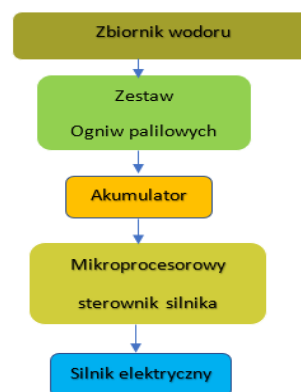 Zbiornik wodoru
Zestaw
Ogniw palilowych
Akumulator
Mikroprocesorowy
sterownik silnika
Silnik elektryczny